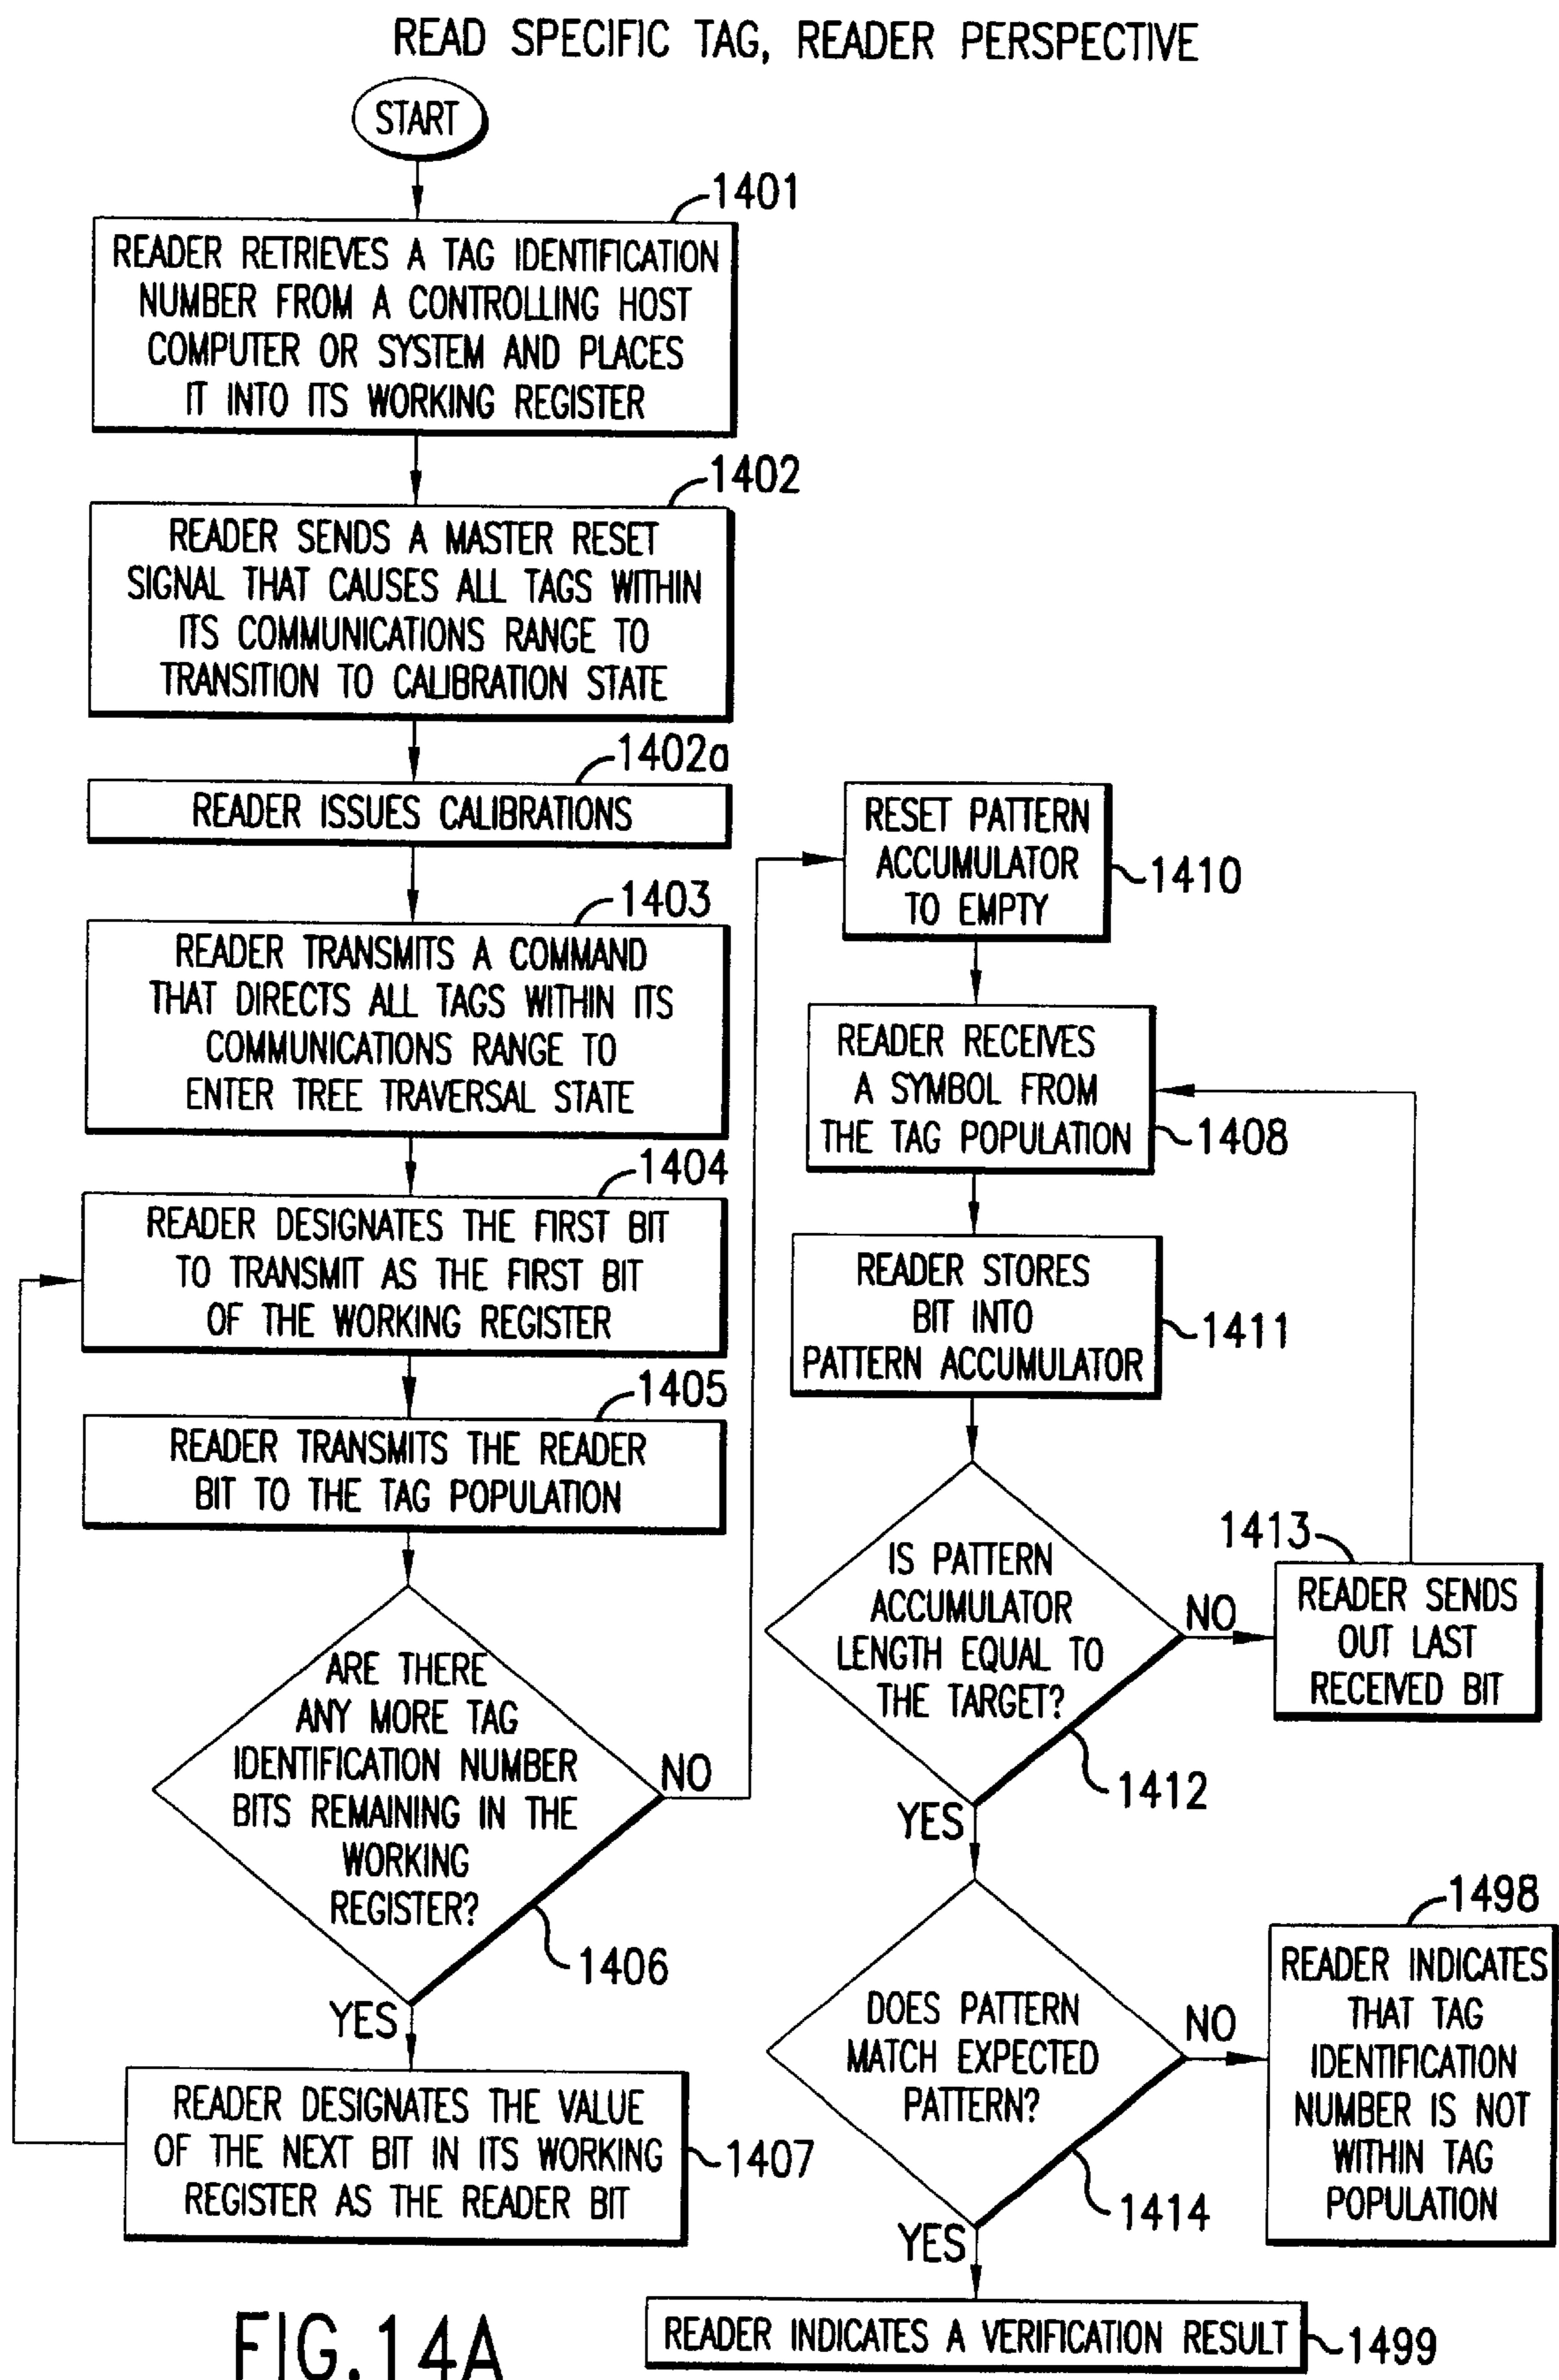 READ SPECIFIC TAG, READER PERSPECTIVE
START
1401
READER RETRIEVES A TAG IDENTIFICATION
NUMBER FROM A CONTROLLING HOST
COMPUTER OR SYSTEM AND PLACES
IT INTO ITS WORKING REGISTER
1402
READER SENDS A MASTER RESET
SIGNAL THAT CAUSES ALL TAGS WITHIN
ITS COMMUNICATIONS RANGE TO
TRANSITION TO CALIBRATION STATE
1402a
READER ISSUES CALIBRATIONS
1403
READER TRANSMITS A COMMAND
THAT DIRECTS ALL TAGS WITHIN ITS
COMMUNICATIONS RANGE TO
ENTER TREE TRAVERSAL STATE
1404
READER DESIGNATES THE FIRST BIT
TO TRANSMIT AS THE FIRST BIT
OF THE WORKING REGISTER
1405
READER TRANSMITS THE READER
BIT TO THE TAG POPULATION
ARE THERE
ANY MORE TAG
IDENTIFICATION NUMBER
BITS REMAINING IN THE
WORKING
REGISTER?
NO
1406
YES
READER DESIGNATES THE VALUE
OF THE NEXT BIT IN ITS WORKING
REGISTER AS THE READER BIT
1407
RESET PATTERN
ACCUMULATOR
TO EMPTY
1410
READER RECEIVES
A SYMBOL FROM
THE TAG POPULATION
1408
READER STORES
BIT INTO
PATTERN ACCUMULATOR
1411
IS PATTERN
ACCUMULATOR
LENGTH EQUAL TO
THE TARGET?
NO
1412
1413
READER SENDS
OUT LAST
RECEIVED BIT
YES
DOES PATTERN
MATCH EXPECTED
PATTERN?
NO
1414
1498
READER INDICATES
THAT TAG
IDENTIFICATION
NUMBER IS NOT
WITHIN TAG
POPULATION
YES
READER INDICATES A VERIFICATION RESULT
1499
FIG.14A